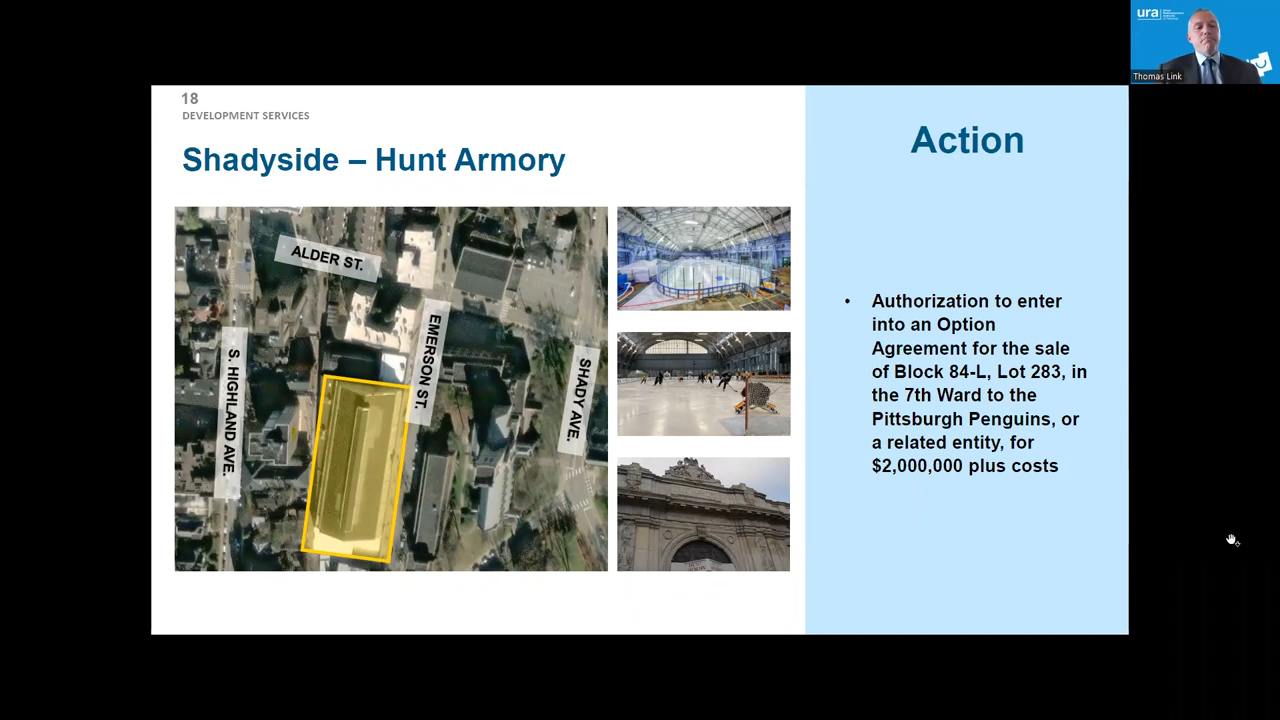 ura
Thomas Link
18
DEVELOPMENT SERVICES
Shadyside – Hunt Armory
Action
ALDER ST.
EMERSON ST.
S. HIGHLAND AVE.
SHADY AVE.
• Authorization to enter
into an Option
Agreement for the sale
of Block 84-L, Lot 283, in
the 7th Ward to the
Pittsburgh Penguins, or
a related entity, for
$2,000,000 plus costs